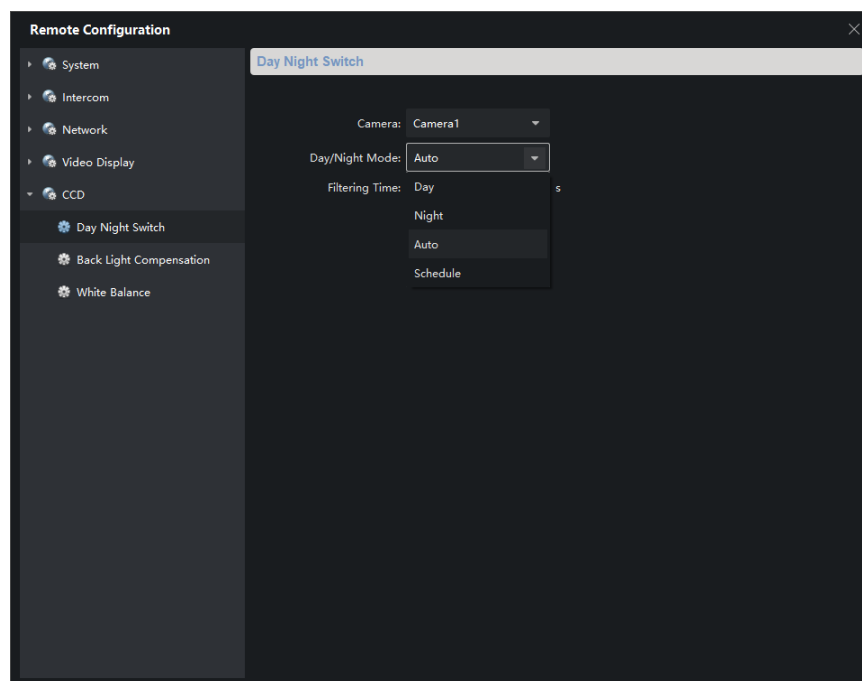 Remote Configuration
System
Intercom
Network
Video Display
CCD
Day Night Switch
Back Light Compensation
White Balance
Day Night Switch
Camera: Camera1
Day/Night Mode: Auto
Filtering Time: Day s
Night
Auto
Schedule